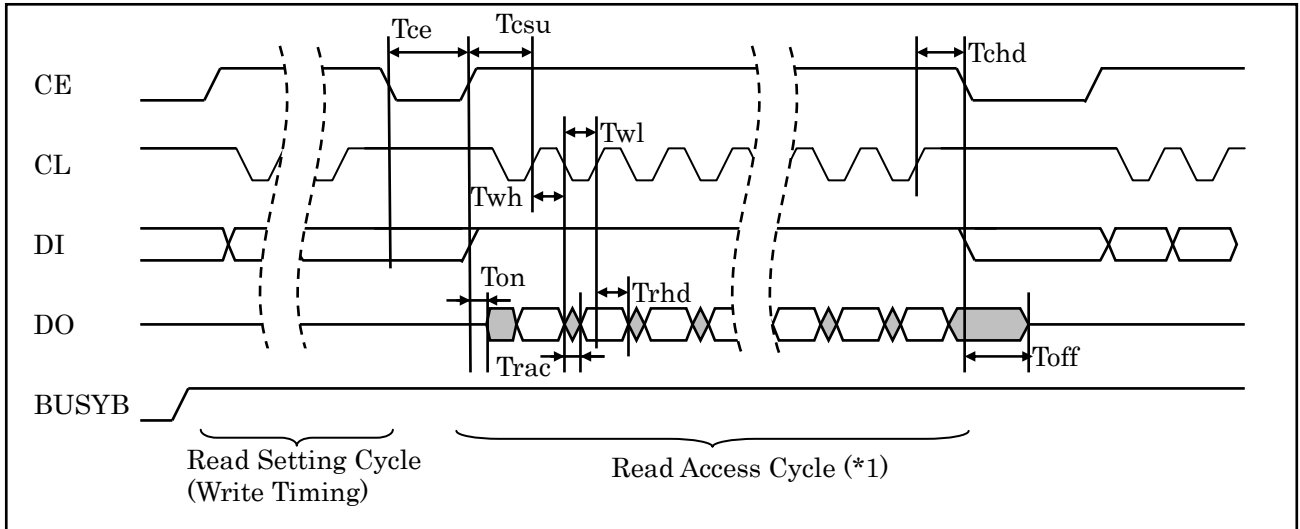 Tce
Tcsu
Tchd
CE
Twl
CL
Twh
DI
Ton
Trhd
DO
Trac
Toff
BUSYB
Read Setting Cycle
(Write Timing)
Read Access Cycle (*1)